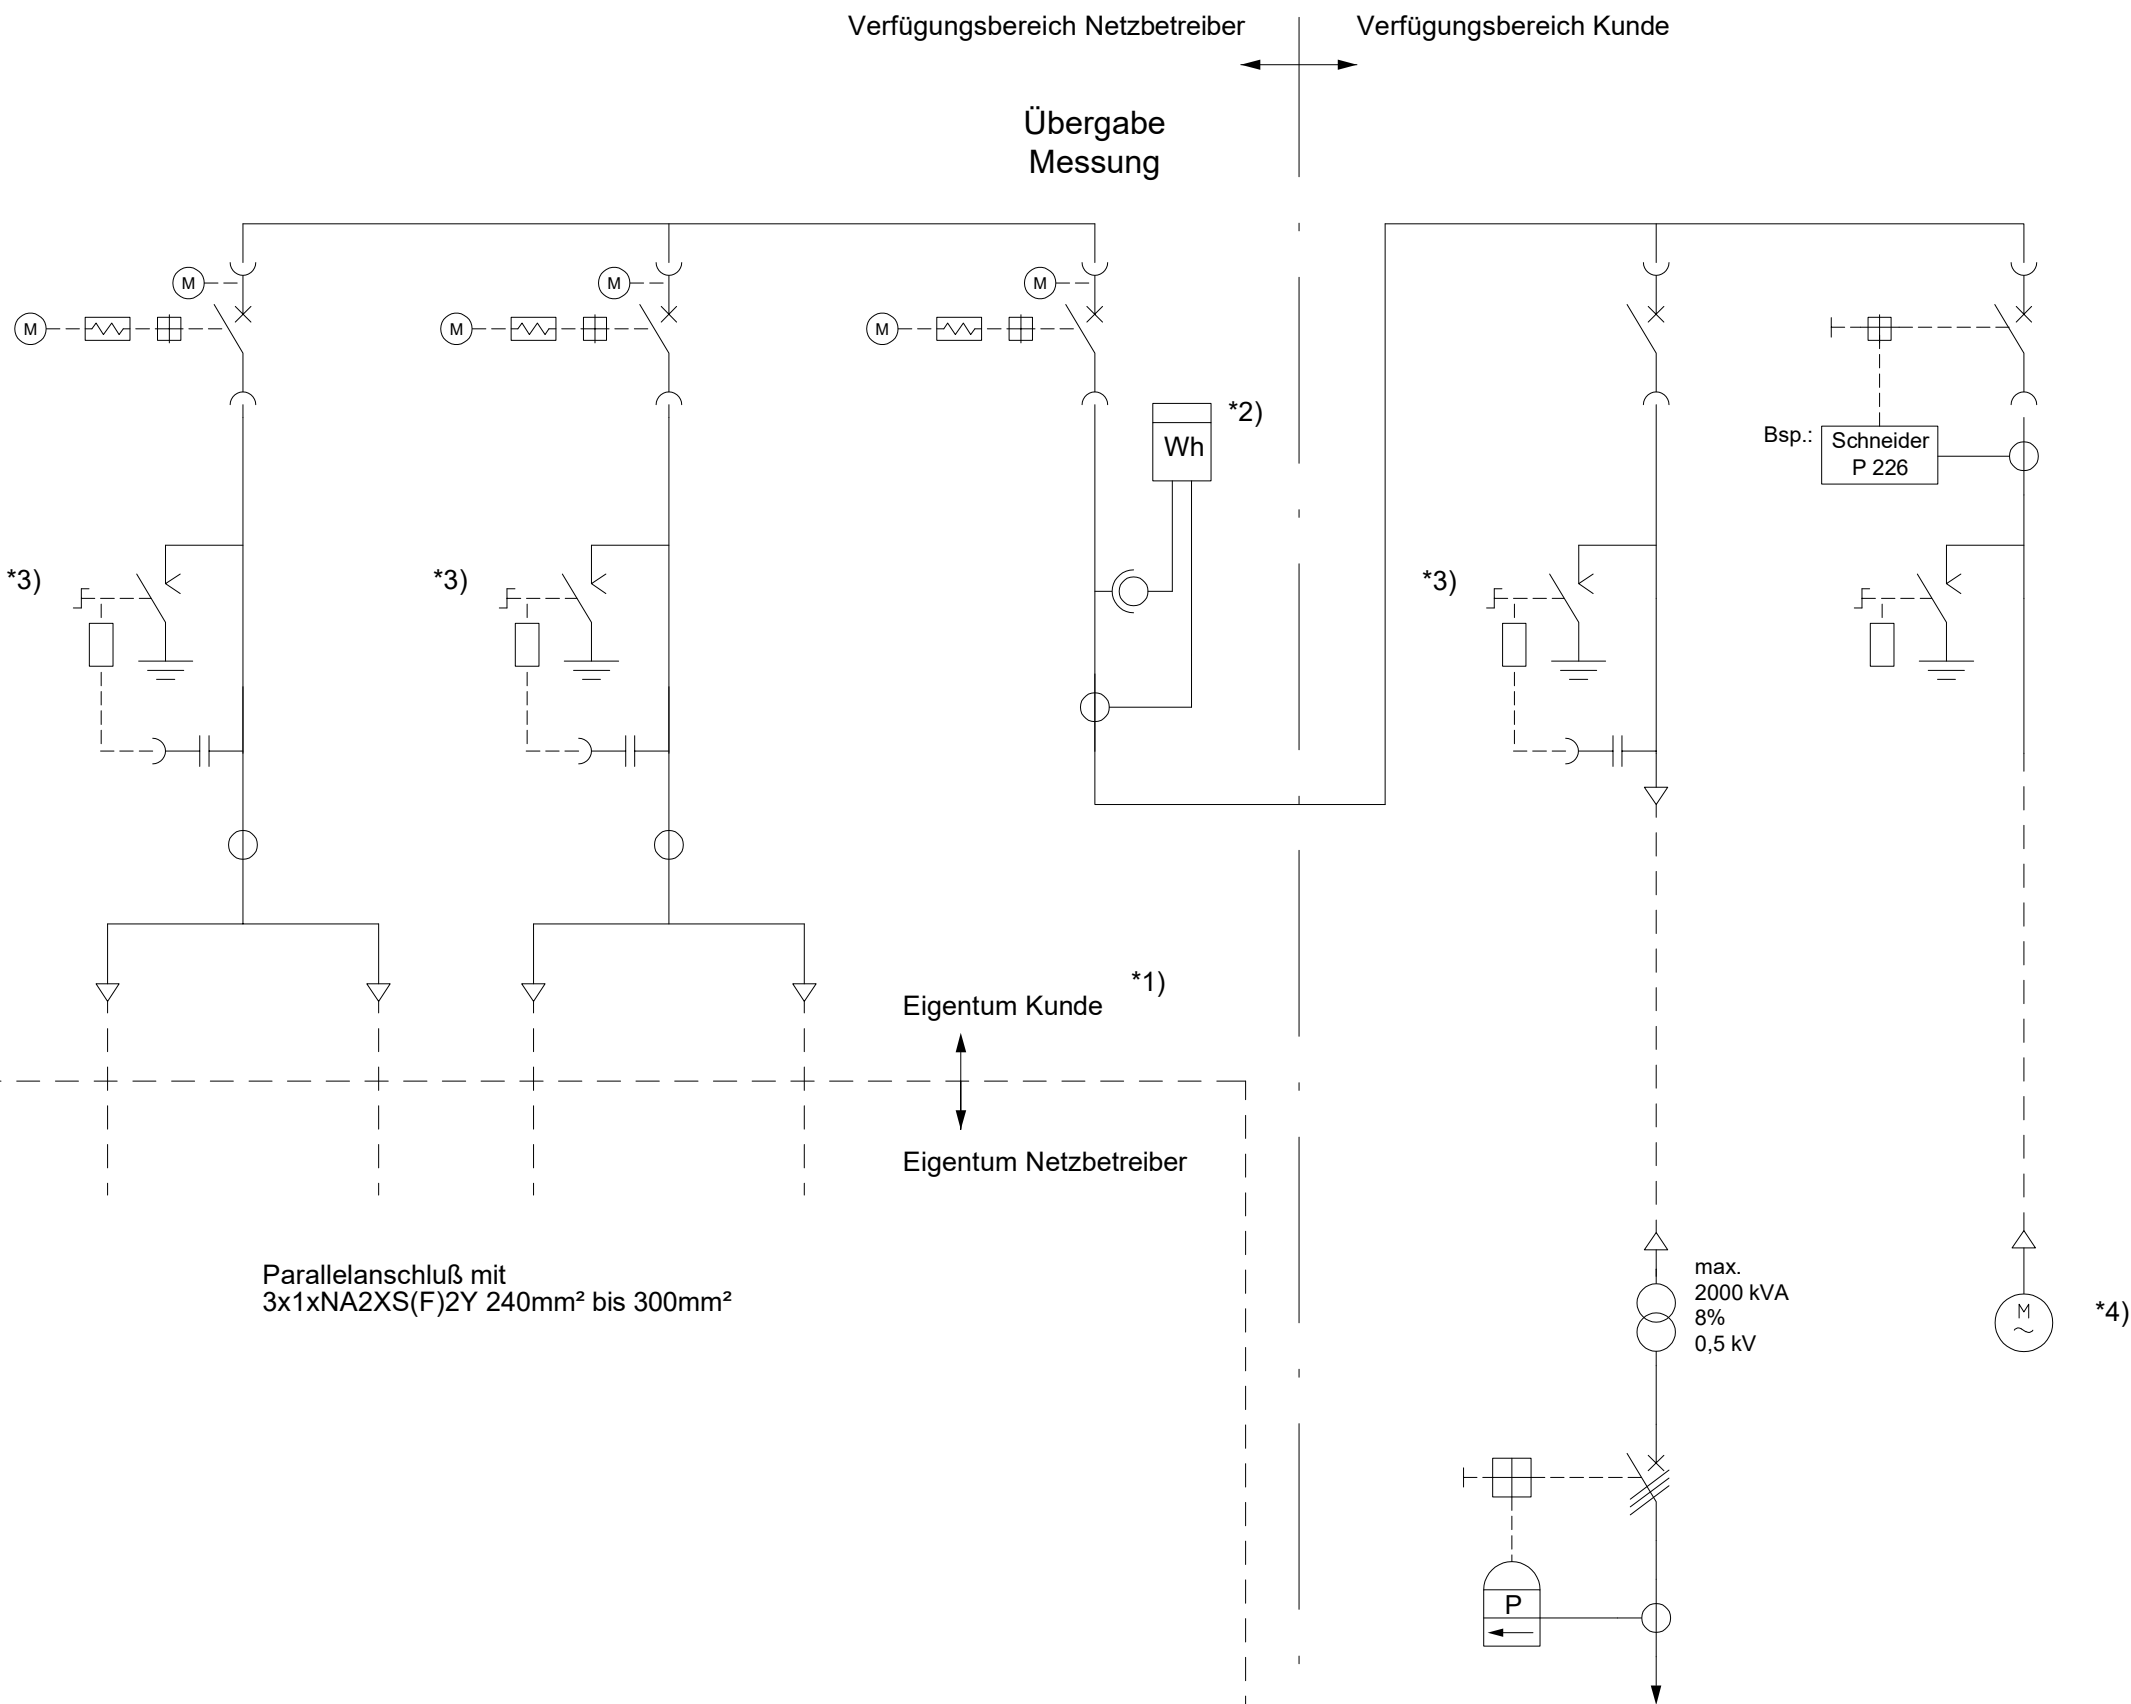 Verfügungsbereich Netzbetreiber
Verfügungsbereich Kunde
Übergabe
Messung
M
M
M
M
M
M
*2)
Wh
Bsp.:
Schneider
P 226
*3)
*3)
*3)
*1)
Eigentum Kunde
Eigentum Netzbetreiber
Parallelanschluß mit
3x1xNA2XS(F)2Y 240mm² bis 300mm²
max.
2000 kVA
8%
0,5 kV
M
~
*4)
P